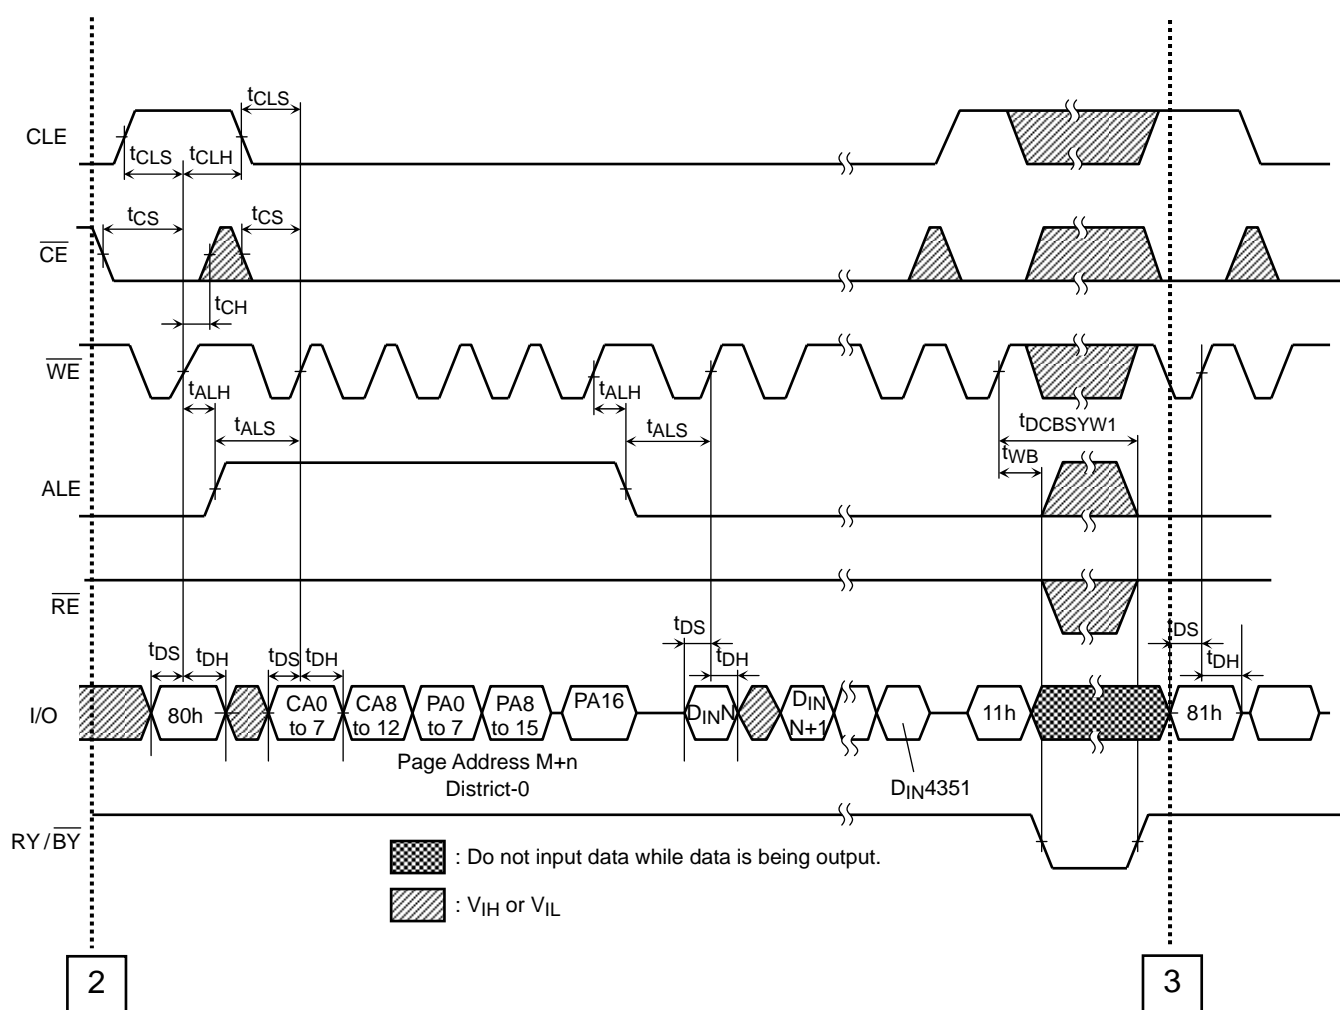 tCLS
CLE
tCLS
tCLH
tCS
tCS
CE
tCH
WE
tALH
tALH
tALS
tALS
tDCBSYW1
tWB
ALE
RE
tDS
tDH
tDS
tDH
tDS
tDH
tDS
tDH
I/O
80h
CA0 to 7
CA8 to 12
PA0 to 7
PA8 to 15
PA16
DINN
DIN N+1
11h
81h
Page Address M+n
District-0
DIN4351
RY/BY
: Do not input data while data is being output.
: VIH or VIL
2
3